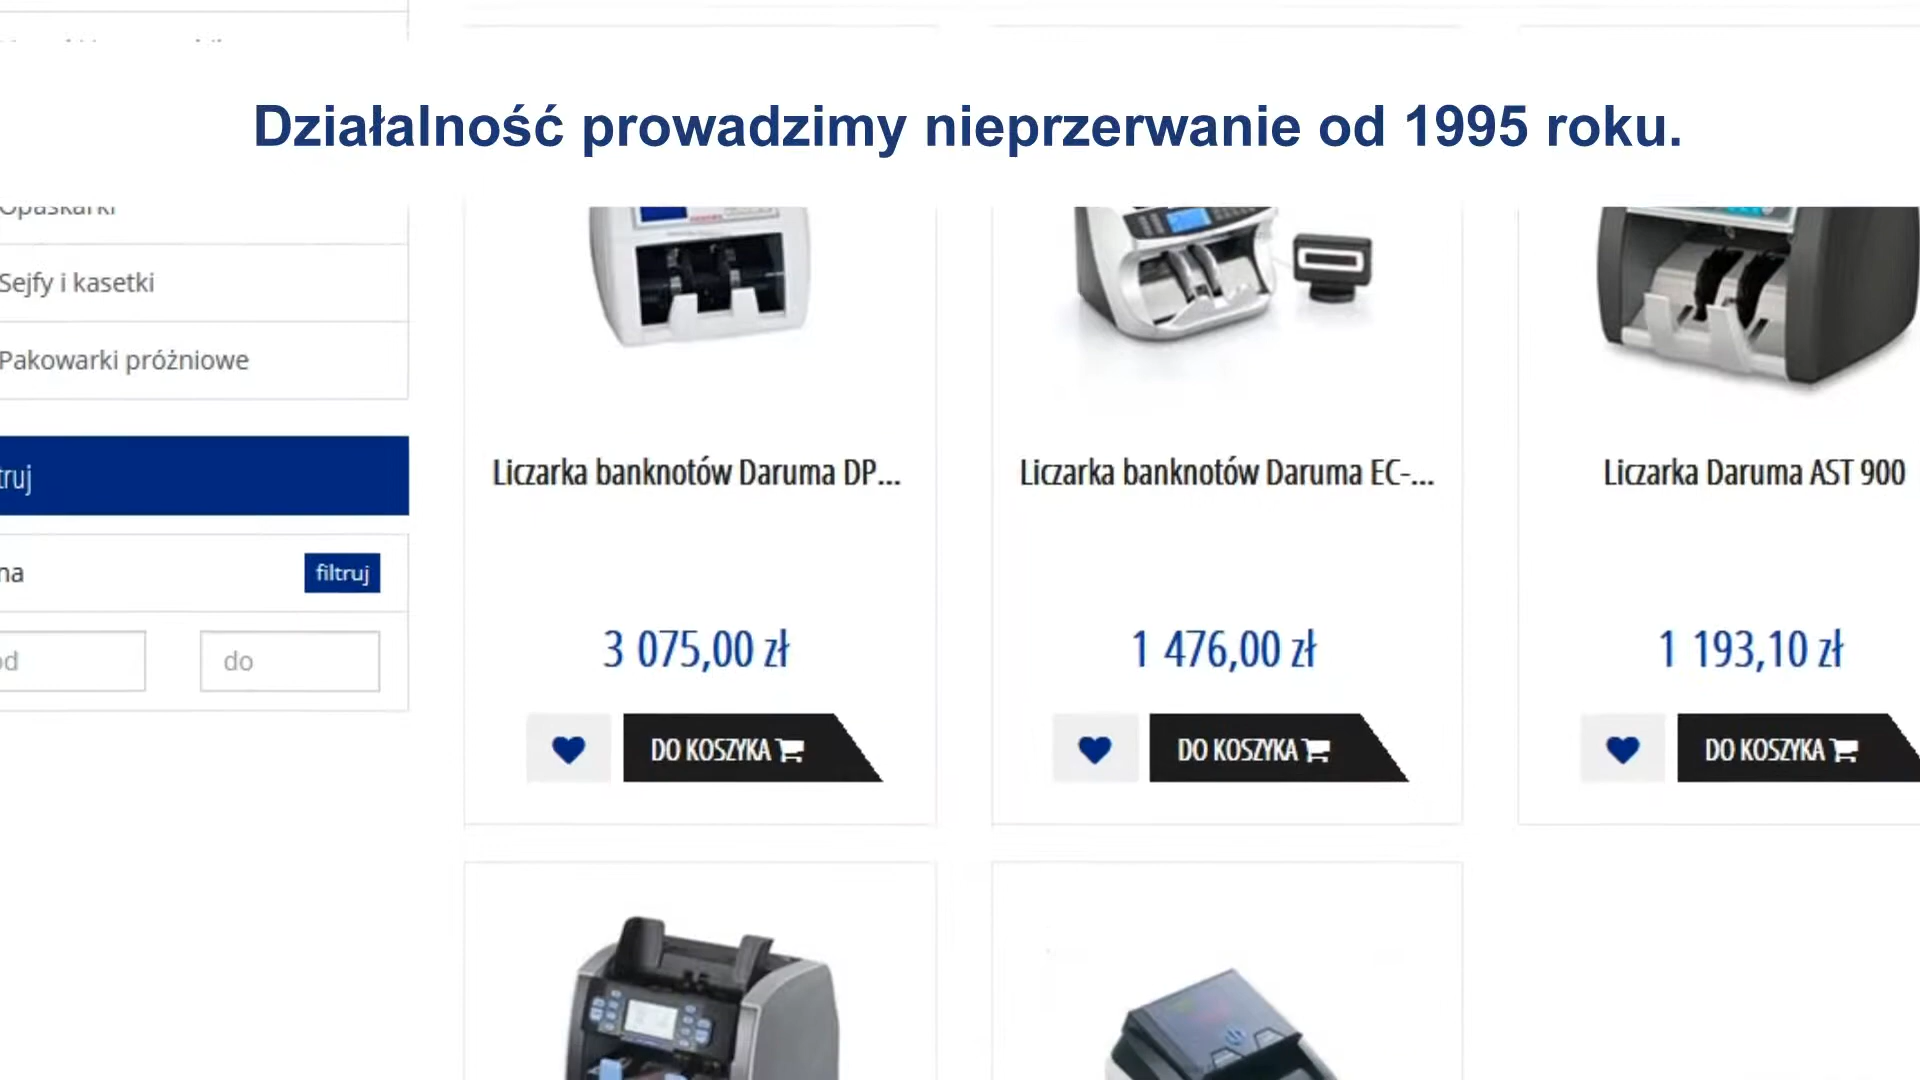 Działalność prowadzimy nieprzerwanie od 1995 roku.
Opaskarki
Sejfy i kasetki
Pakowarki próżniowe
truj
na
filtruj
od
do
Liczarka banknotów Daruma DP...
3 075,00 zł
DO KOSZYKA
Liczarka banknotów Daruma EC-...
1 476,00 zł
DO KOSZYKA
Liczarka Daruma AST 900
1 193,10 zł
DO KOSZYKA